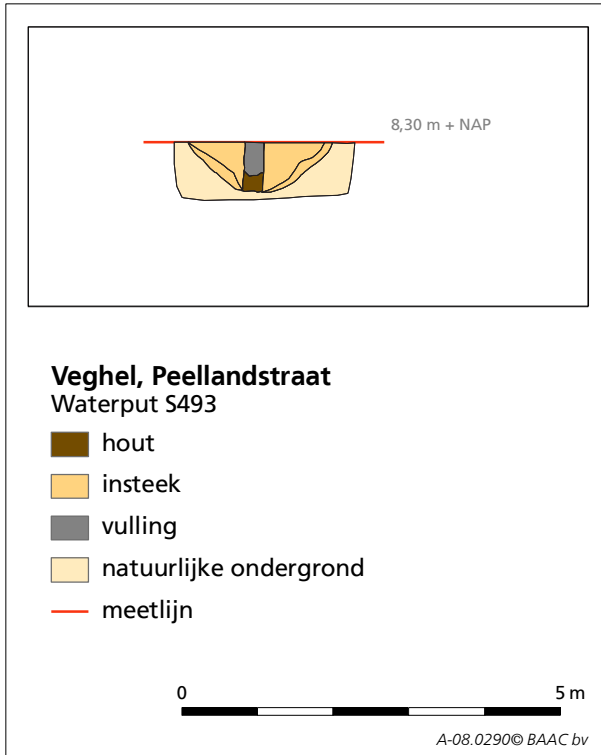 8,30 m + NAP
Veghel, Peellandstraat
Waterput S493
hout
insteek
vulling
natuurlijke ondergrond
meetlijn
0 5 m
A-08.0290© BAAC bv